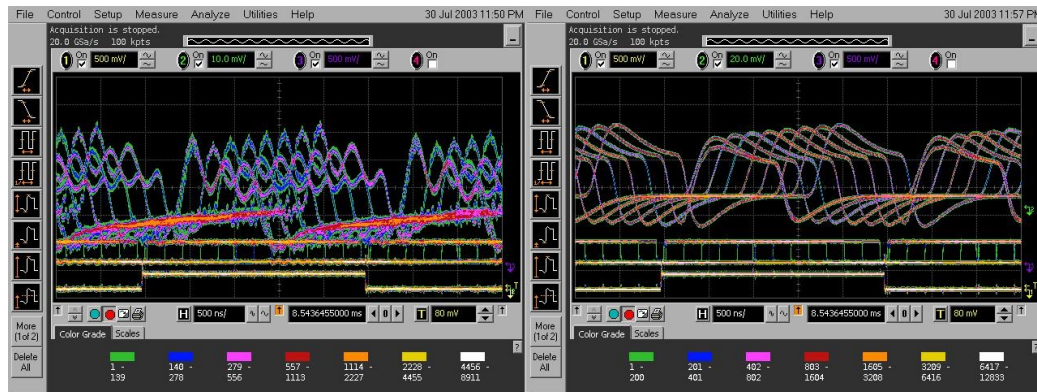 File Control Setup Measure Analyze Utilities Help 30 Jul 2003 11:50 PM
Acquisition is stopped.
20.0 GSa/s 100 kpts
1 On 500 mV/ 2 On 10.0 mV/ 3 On 500 mV/ 4 On
More
(1 of 2)
Delete
All
H 500 ns/ 8.5436455000 ms 0 T 80 mV
Color Grade Scales
?
1 - 140 - 279 - 557 - 1114 - 2228 - 4456 -
139 278 556 1113 2227 4455 8911
File Control Setup Measure Analyze Utilities Help 30 Jul 2003 11:57 PM
Acquisition is stopped.
20.0 GSa/s 100 kpts
1 On 500 mV/ 2 On 20.0 mV/ 3 On 500 mV/ 4 On
More
(1 of 2)
Delete
All
H 500 ns/ 8.5436455000 ms 0 T 80 mV
Color Grade Scales
?
1 - 201 - 402 - 803 - 1605 - 3209 - 6417 -
200 401 802 1604 3208 6416 12833